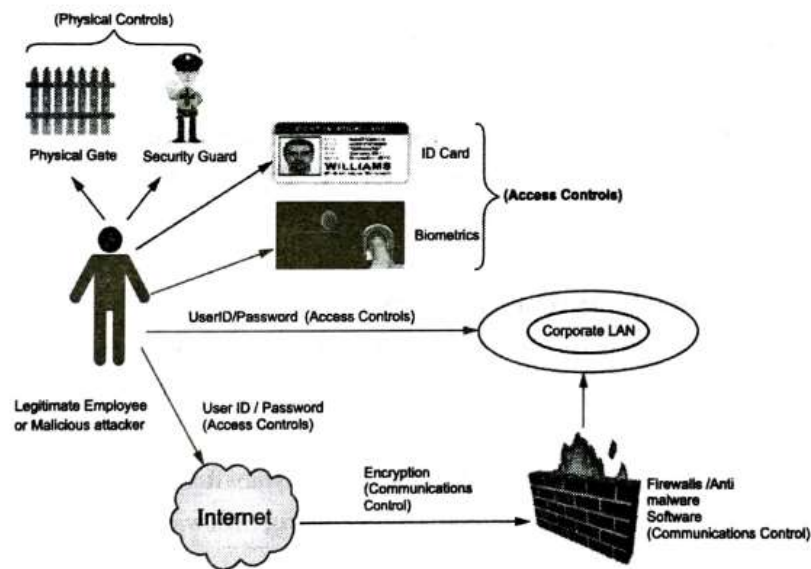 (Physical Controls)
Physical Gate
Security Guard
WILLIAMS
ID Card
Biometrics
(Access Controls)
UserID/Password (Access Controls)
Corporate LAN
Legitimate Employee
or Malicious attacker
User ID / Password
(Access Controls)
Internet
Encryption
(Communications
Control)
Firewalls /Anti
malware
Software
(Communications Control)